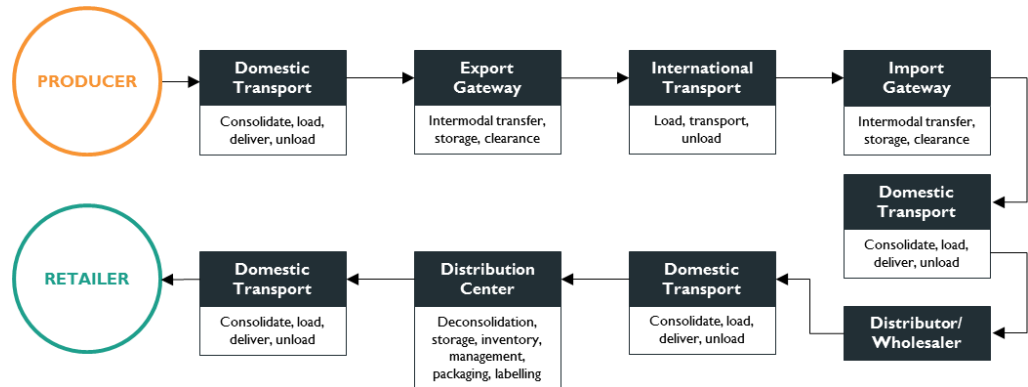 PRODUCER
Domestic
Transport
Consolidate, load,
deliver, unload
Export
Gateway
Intermodal transfer,
storage, clearance
International
Transport
Load, transport,
unload
Import
Gateway
Intermodal transfer,
storage, clearance
Domestic
Transport
Consolidate, load,
deliver, unload
Distributor/
Wholesaler
Domestic
Transport
Consolidate, load,
deliver, unload
Distribution
Center
Deconsolidation,
storage, inventory,
management,
packaging, labelling
Domestic
Transport
Consolidate, load,
deliver, unload
RETAILER